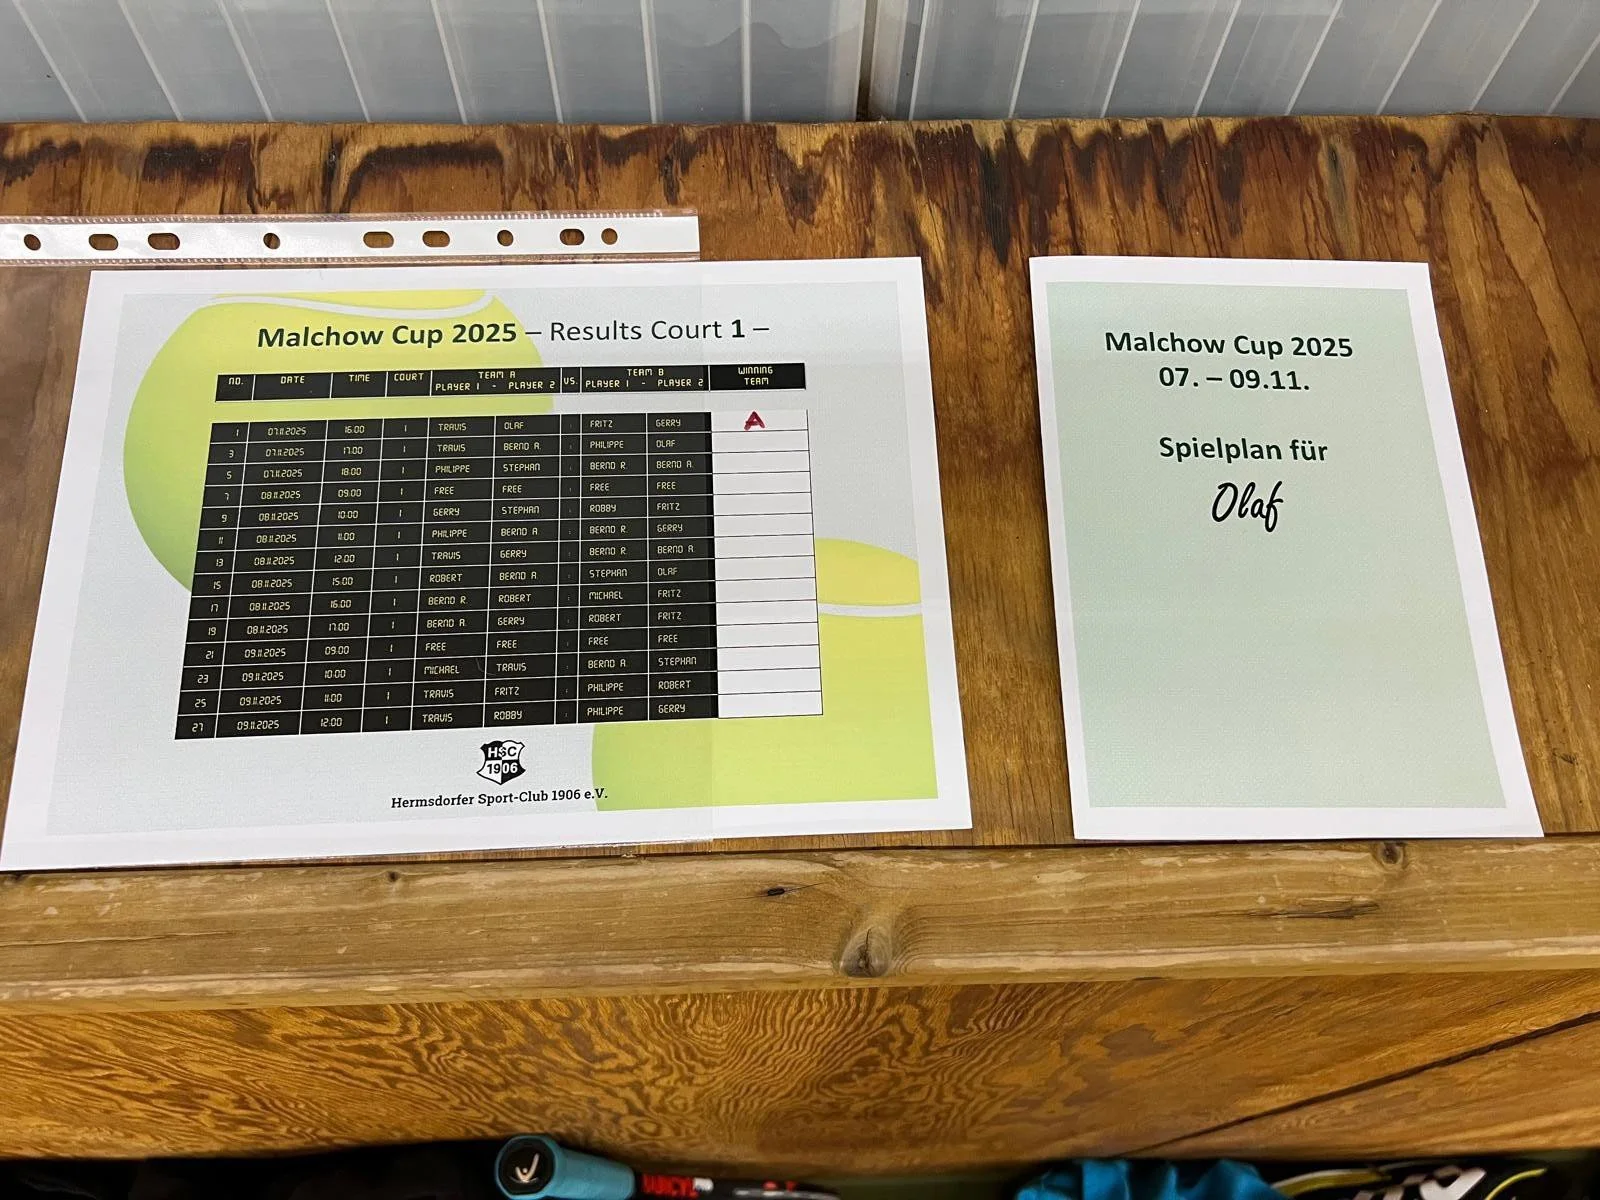 Malchow Cup 2025 – Results Court 1 –
NO. DATE TIME COURT TEAM A PLAYER 1 - PLAYER 2 VS. TEAM B PLAYER 1 - PLAYER 2 WINNING TEAM
1 07.11.2025 16:00 1 TRAVIS OLAF : FRITZ GERRY A
3 07.11.2025 17:00 1 TRAVIS BERND A. : PHILIPPE OLAF
5 07.11.2025 18:00 1 PHILIPPE STEPHAN : BERND R. BERND A.
7 08.11.2025 09:00 1 FREE FREE : FREE FREE
9 08.11.2025 10:00 1 GERRY STEPHAN : ROBBY FRITZ
11 08.11.2025 11:00 1 PHILIPPE BERND A. : BERND R. GERRY
13 08.11.2025 12:00 1 TRAVIS GERRY : BERND R. BERND A.
15 08.11.2025 15:00 1 ROBERT BERND A. : STEPHAN OLAF
17 08.11.2025 16:00 1 BERND R. ROBERT : MICHAEL FRITZ
19 08.11.2025 17:00 1 BERND A. GERRY : ROBERT FRITZ
21 09.11.2025 09:00 1 FREE FREE : FREE FREE
23 09.11.2025 10:00 1 MICHAEL TRAVIS : BERND A. STEPHAN
25 09.11.2025 11:00 1 TRAVIS FRITZ : PHILIPPE ROBERT
27 09.11.2025 12:00 1 TRAVIS ROBBY : PHILIPPE GERRY
HSC
1906
Hermsdorfer Sport-Club 1906 e.V.
Malchow Cup 2025
07. – 09.11.
Spielplan für
Olaf